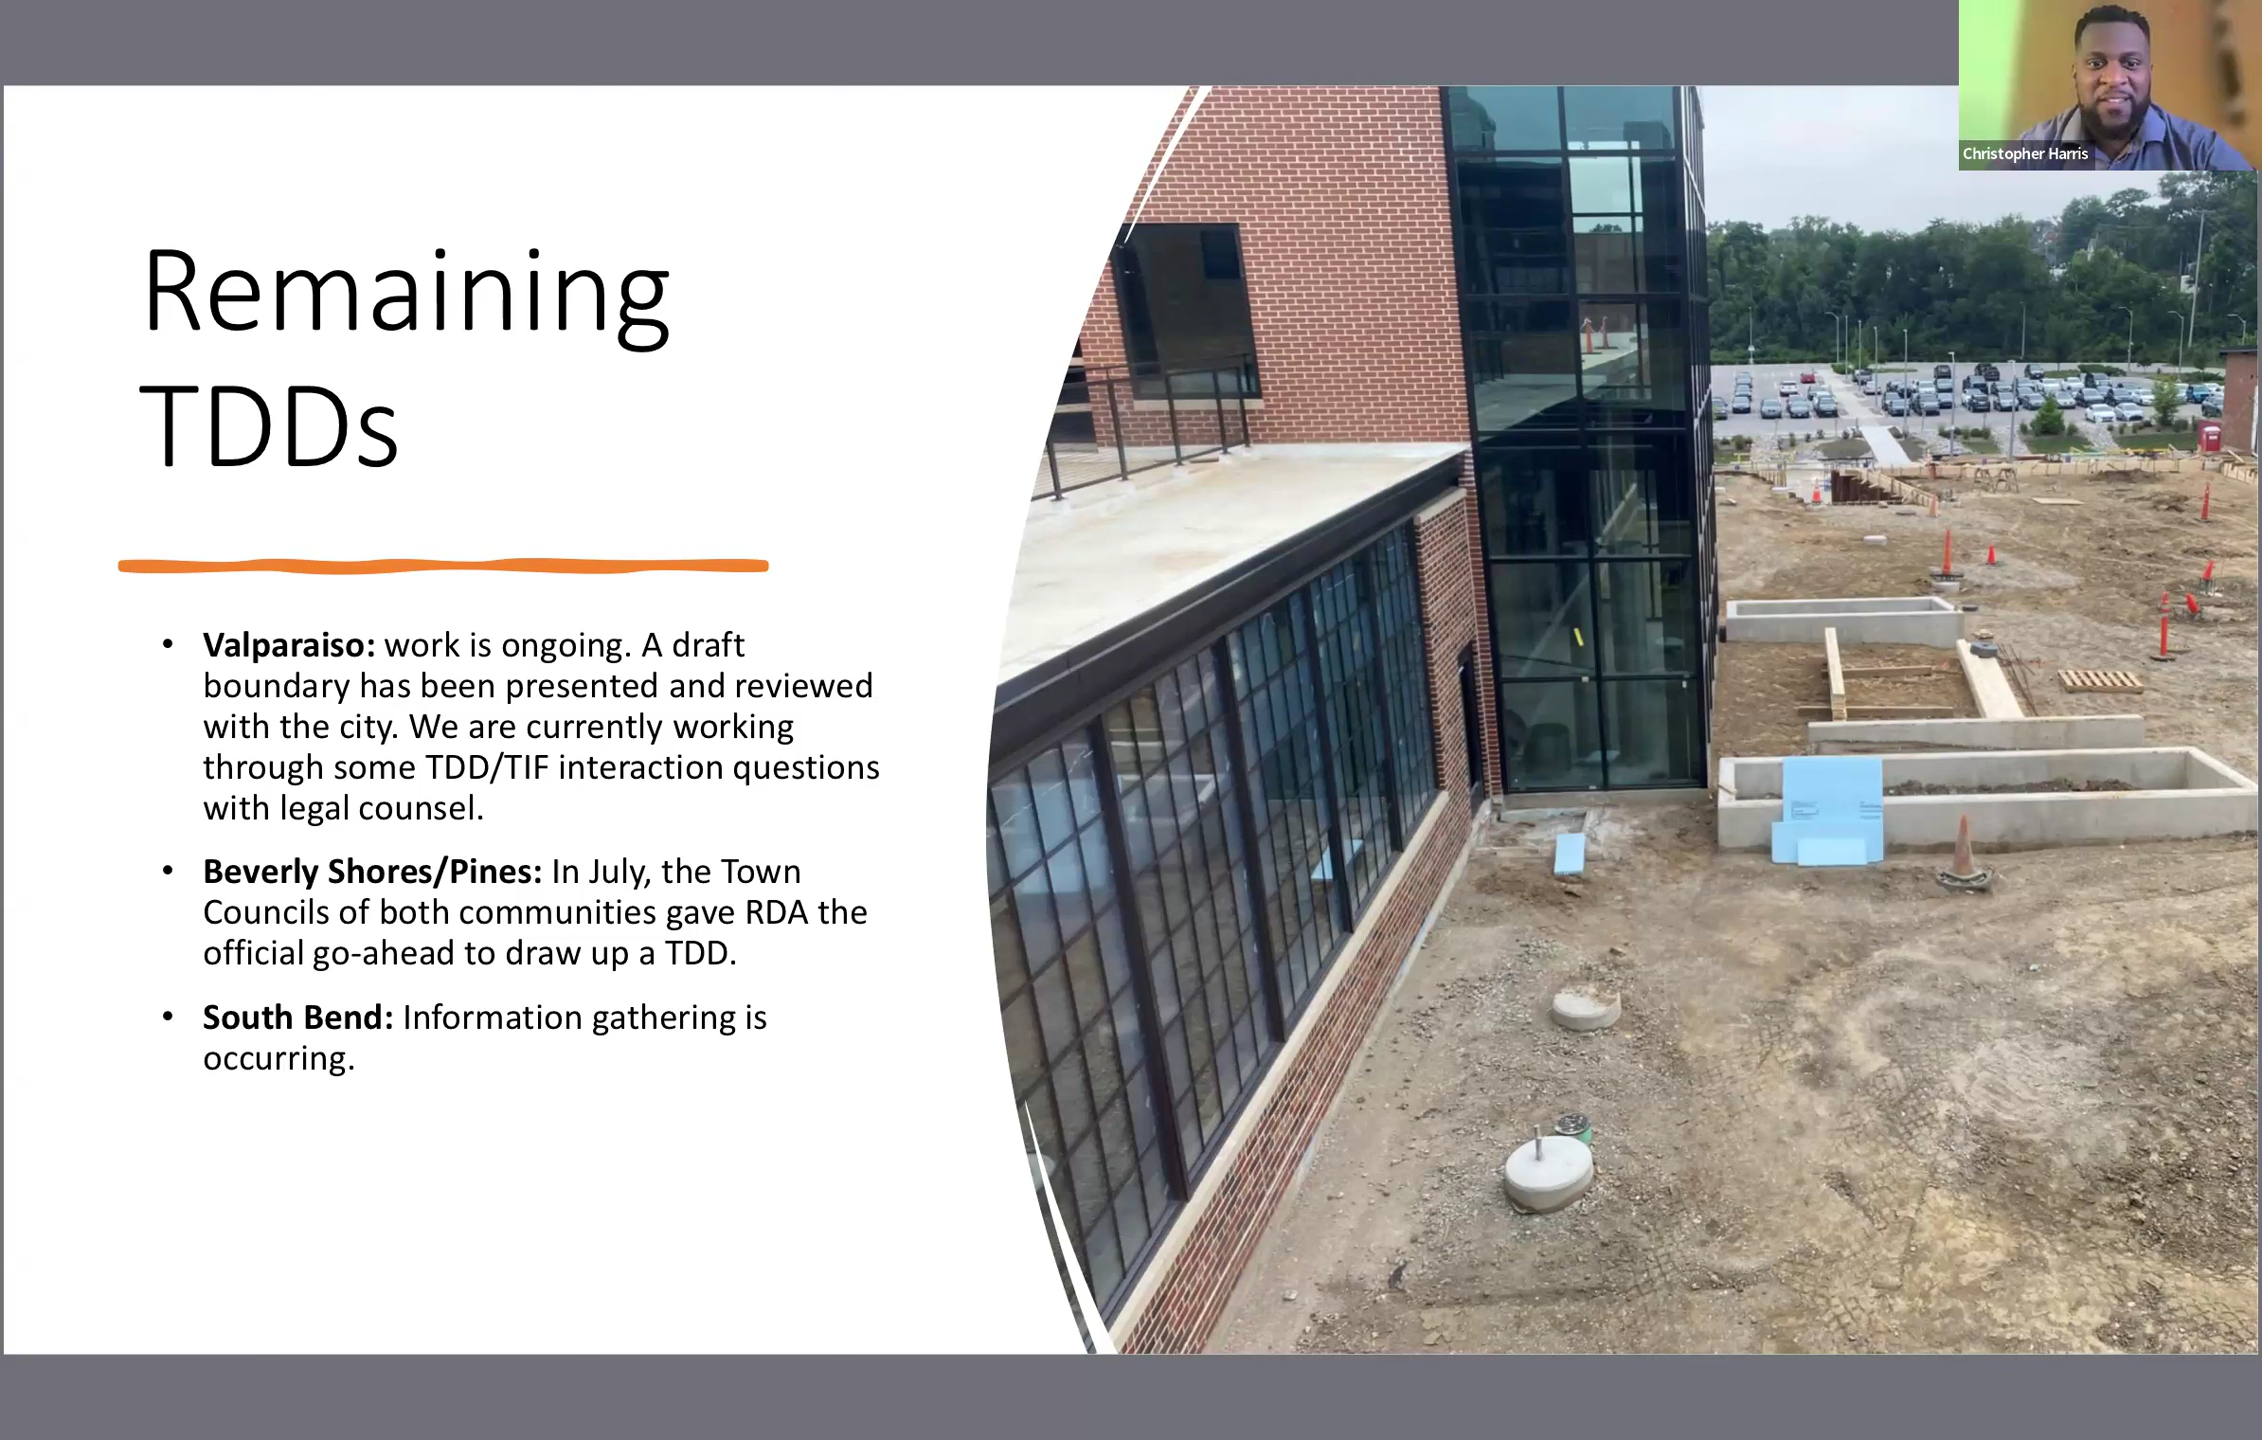 Christopher Harris
Remaining
TDDs
• Valparaiso: work is ongoing. A draft
boundary has been presented and reviewed
with the city. We are currently working
through some TDD/TIF interaction questions
with legal counsel.
• Beverly Shores/Pines: In July, the Town
Councils of both communities gave RDA the
official go-ahead to draw up a TDD.
• South Bend: Information gathering is
occurring.